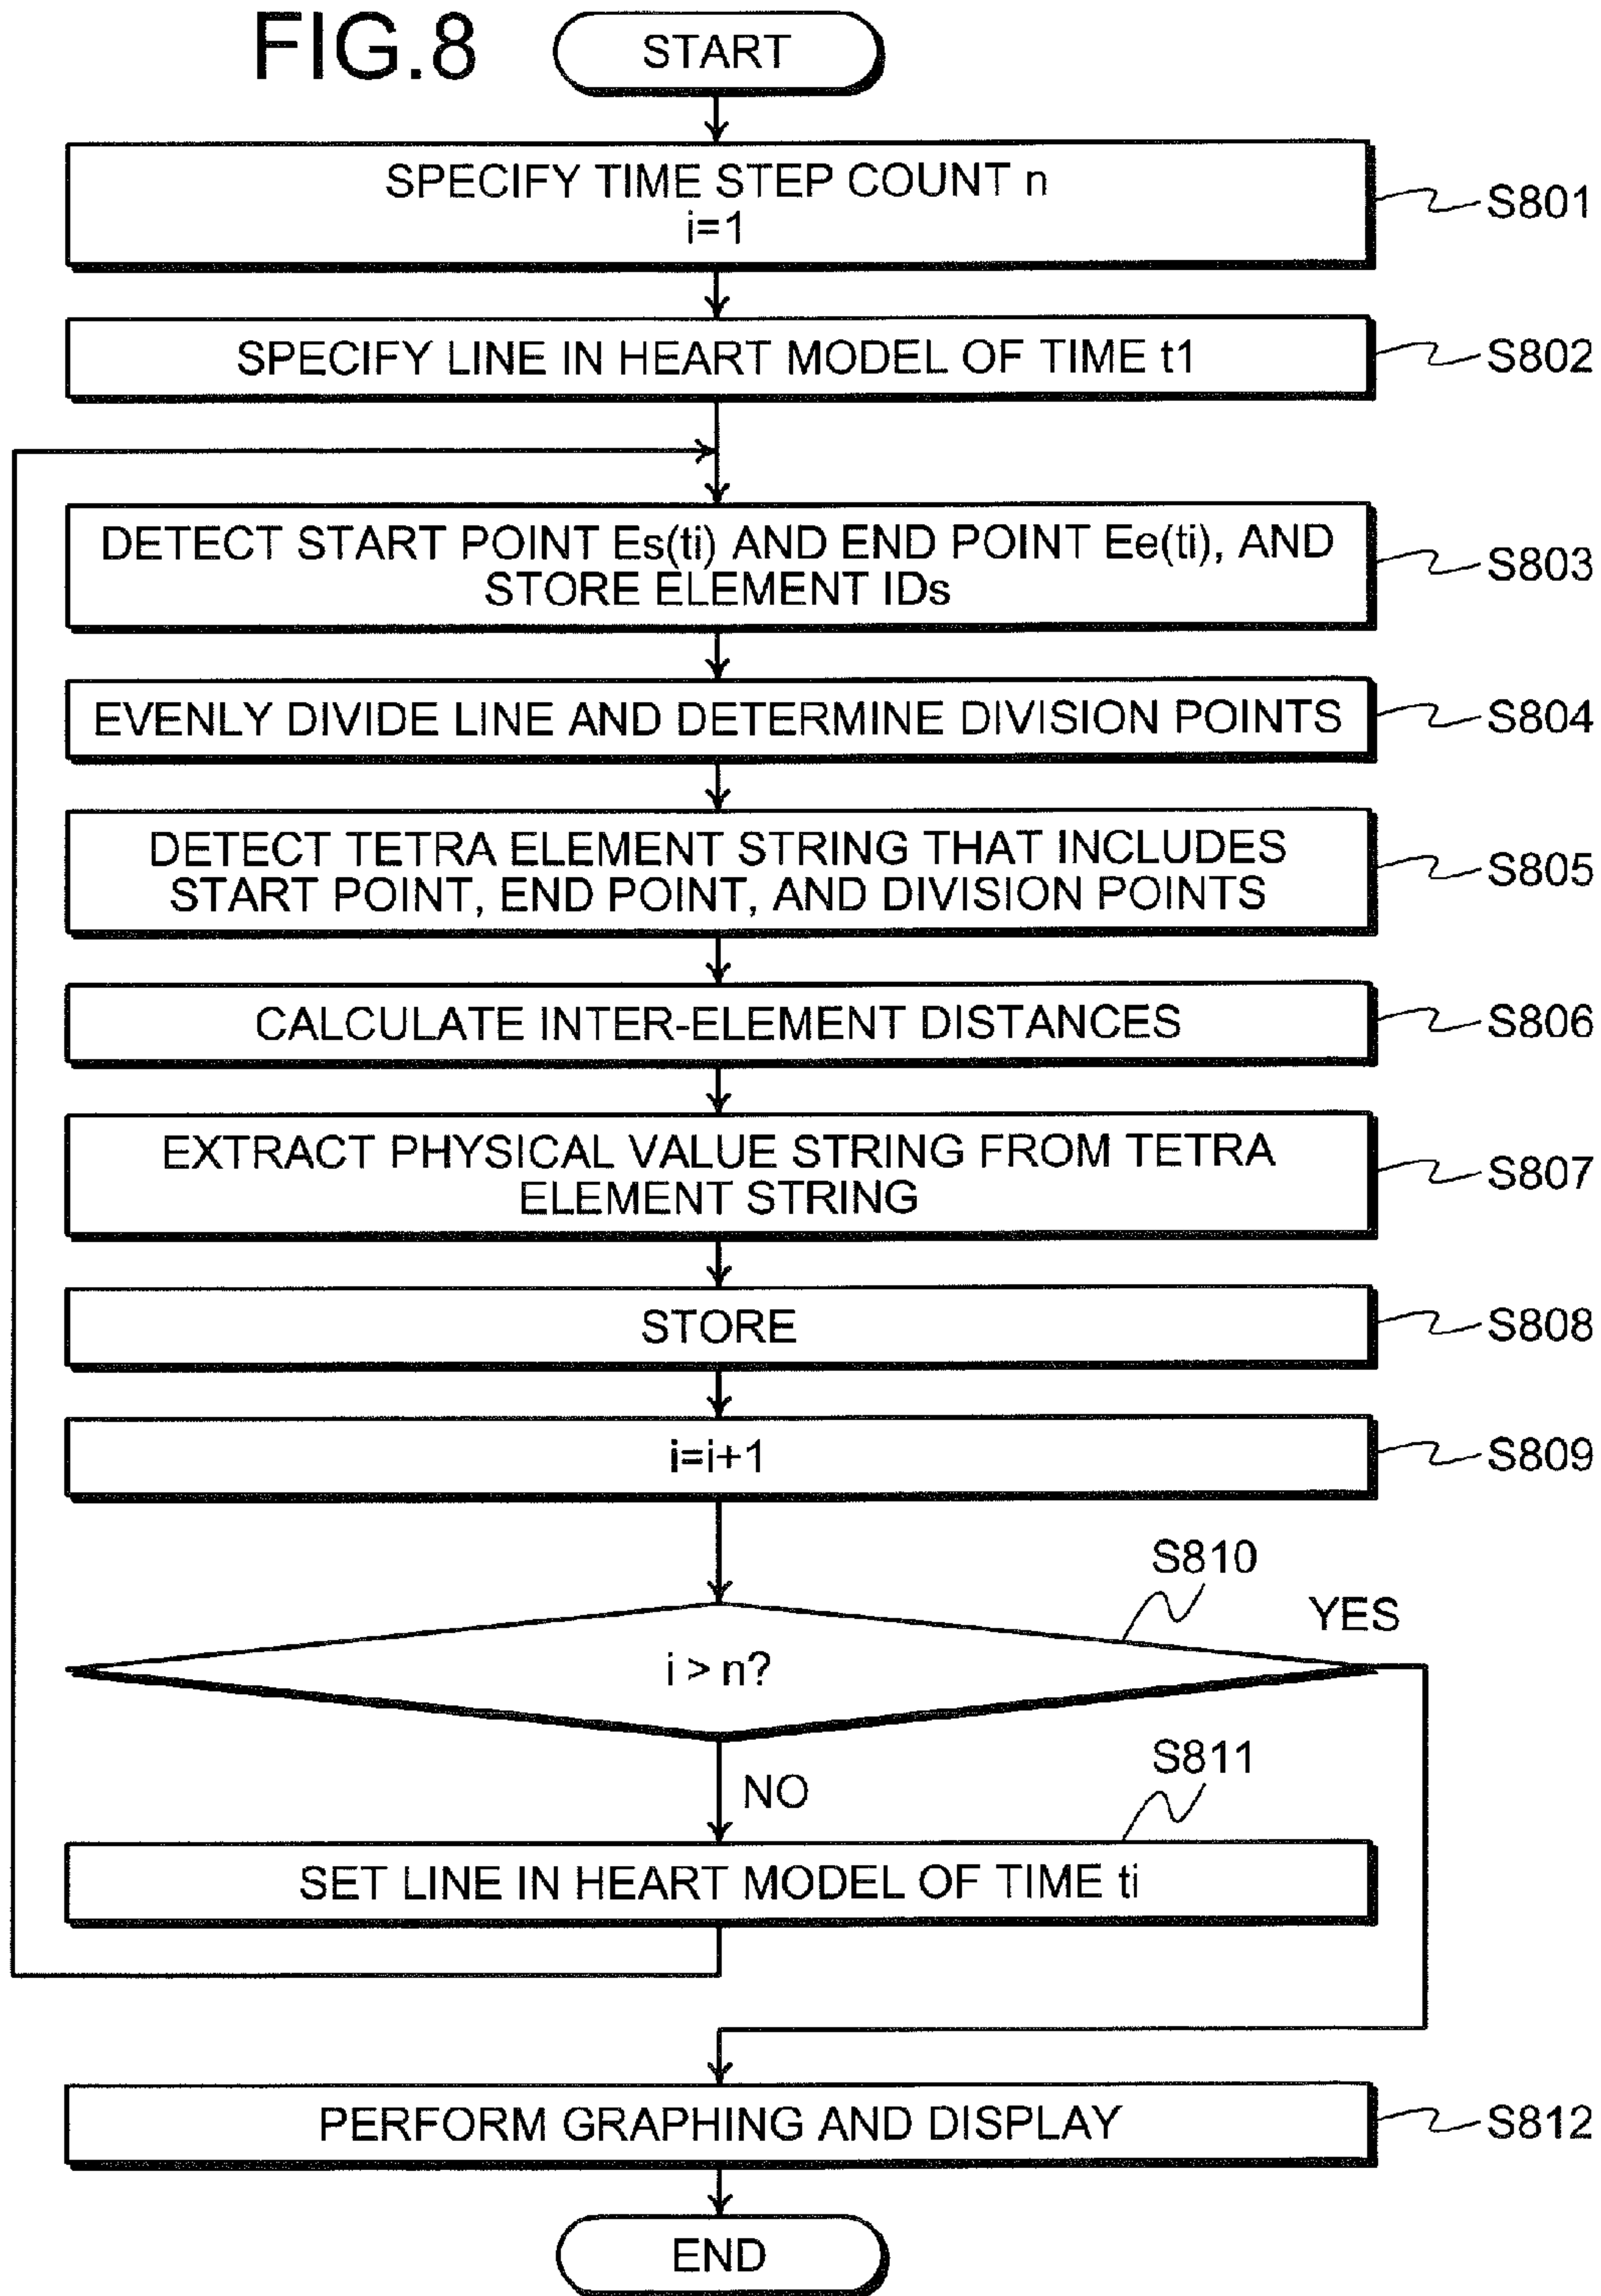 FIG.8
START
SPECIFY TIME STEP COUNT n
i=1
S801
SPECIFY LINE IN HEART MODEL OF TIME t1
S802
DETECT START POINT Es(ti) AND END POINT Ee(ti), AND
STORE ELEMENT IDs
S803
EVENLY DIVIDE LINE AND DETERMINE DIVISION POINTS
S804
DETECT TETRA ELEMENT STRING THAT INCLUDES
START POINT, END POINT, AND DIVISION POINTS
S805
CALCULATE INTER-ELEMENT DISTANCES
S806
EXTRACT PHYSICAL VALUE STRING FROM TETRA
ELEMENT STRING
S807
STORE
S808
i=i+1
S809
S810
YES
i > n?
NO
S811
SET LINE IN HEART MODEL OF TIME ti
PERFORM GRAPHING AND DISPLAY
S812
END